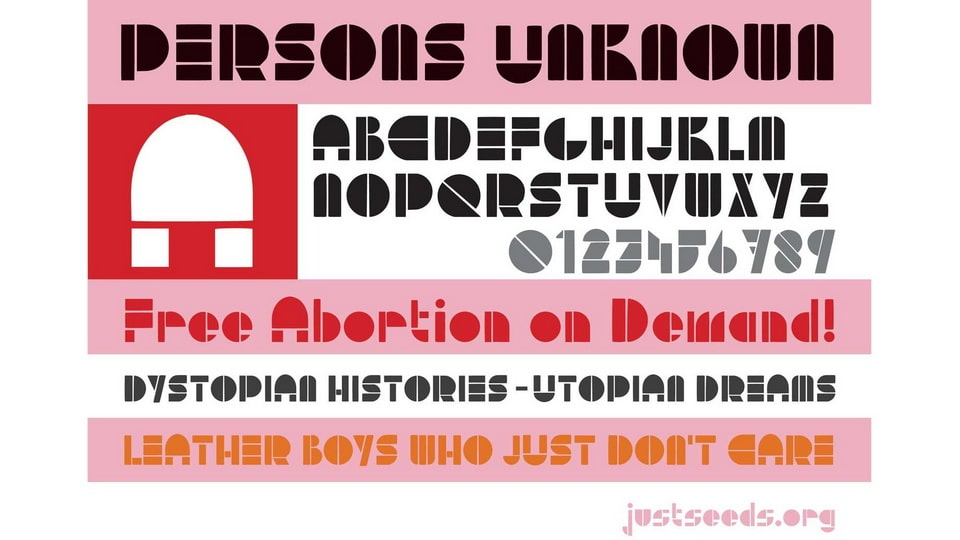 PERSONS UNKNOWN
A
ABCDEFGHIJKLM
NOPQRSTUVWXYZ
0123456789
Free Abortion on Demand!
DYSTOPIAN HISTORIES - UTOPIAN DREAMS
LEATHER BOYS WHO JUST DON'T CARE
justseeds.org